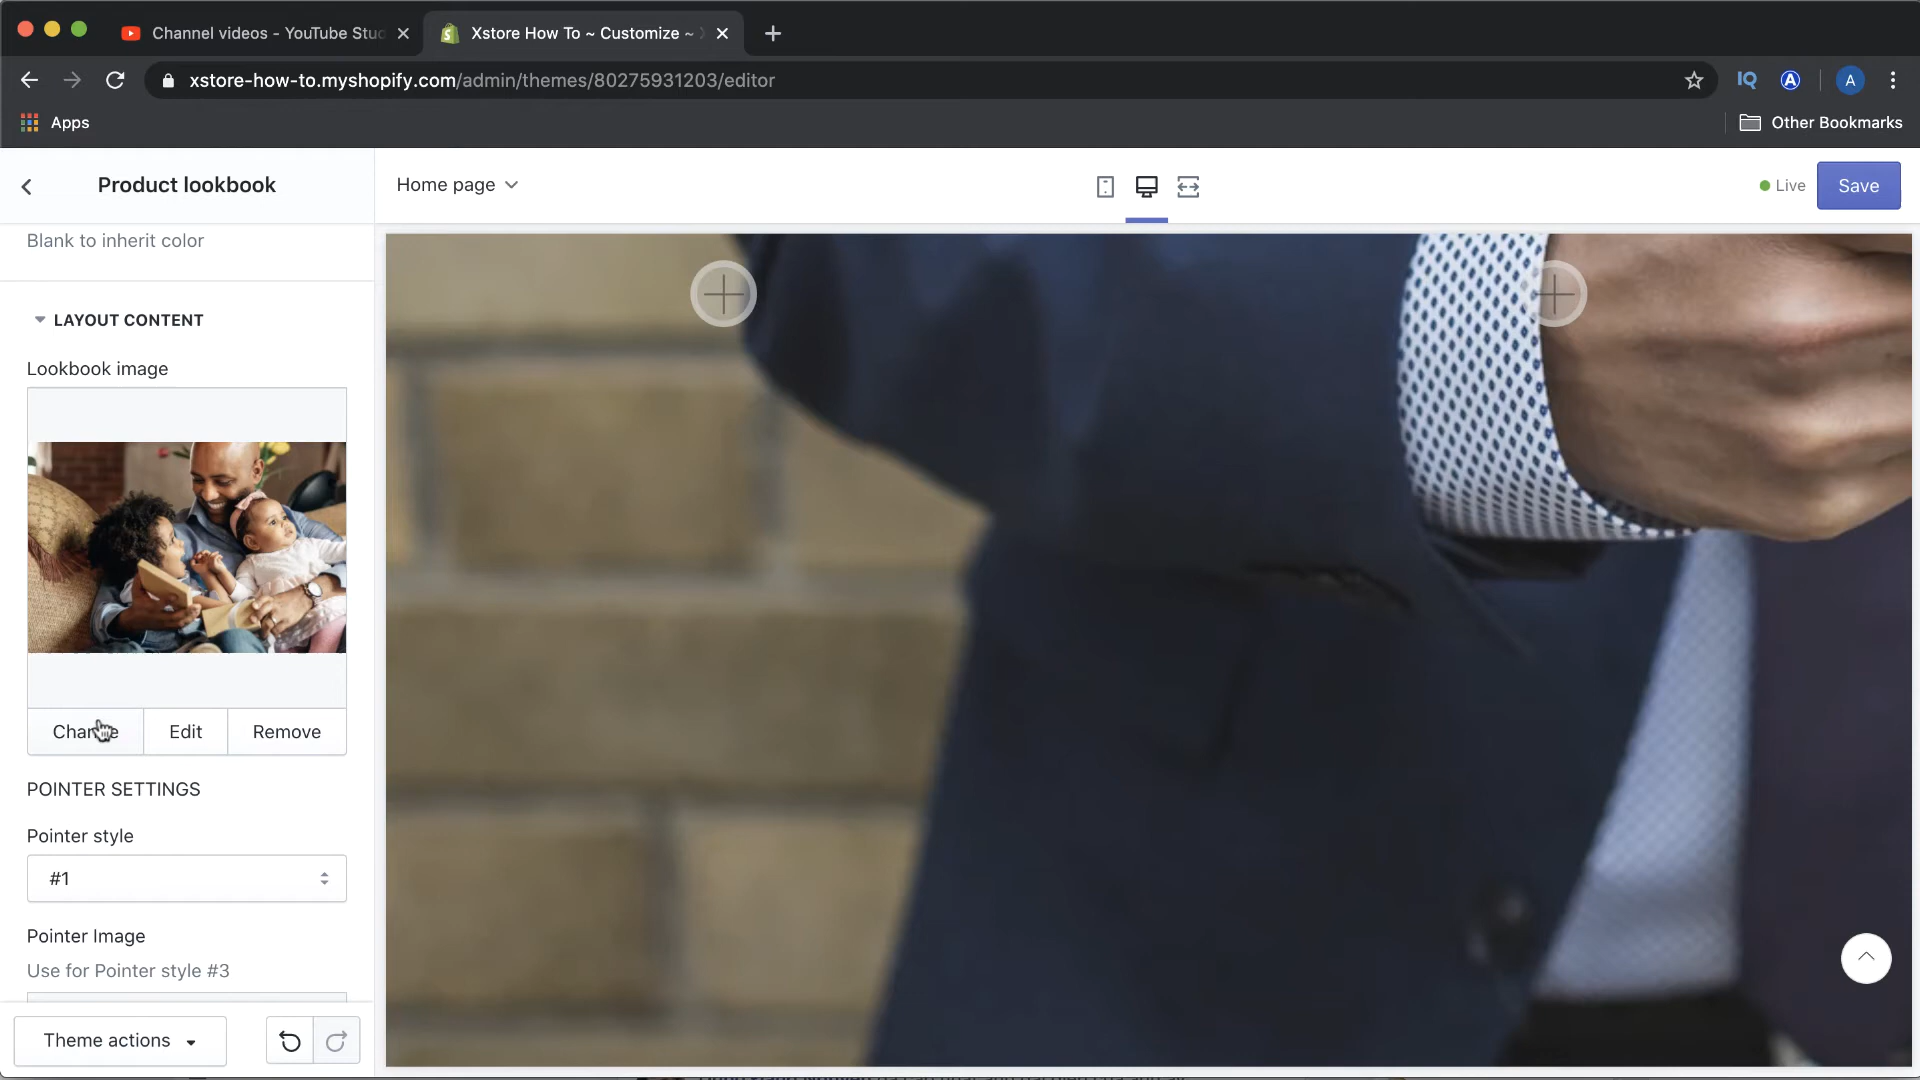 Channel videos - YouTube Stud
Xstore How To ~ Customize ~
xstore-how-to.myshopify.com/admin/themes/80275931203/editor
IQ
A
A
Apps
Other Bookmarks
Product lookbook
Home page
Live
Save
Blank to inherit color
LAYOUT CONTENT
Lookbook image
Change
Edit
Remove
POINTER SETTINGS
Pointer style
#1
Pointer Image
Use for Pointer style #3
Theme actions